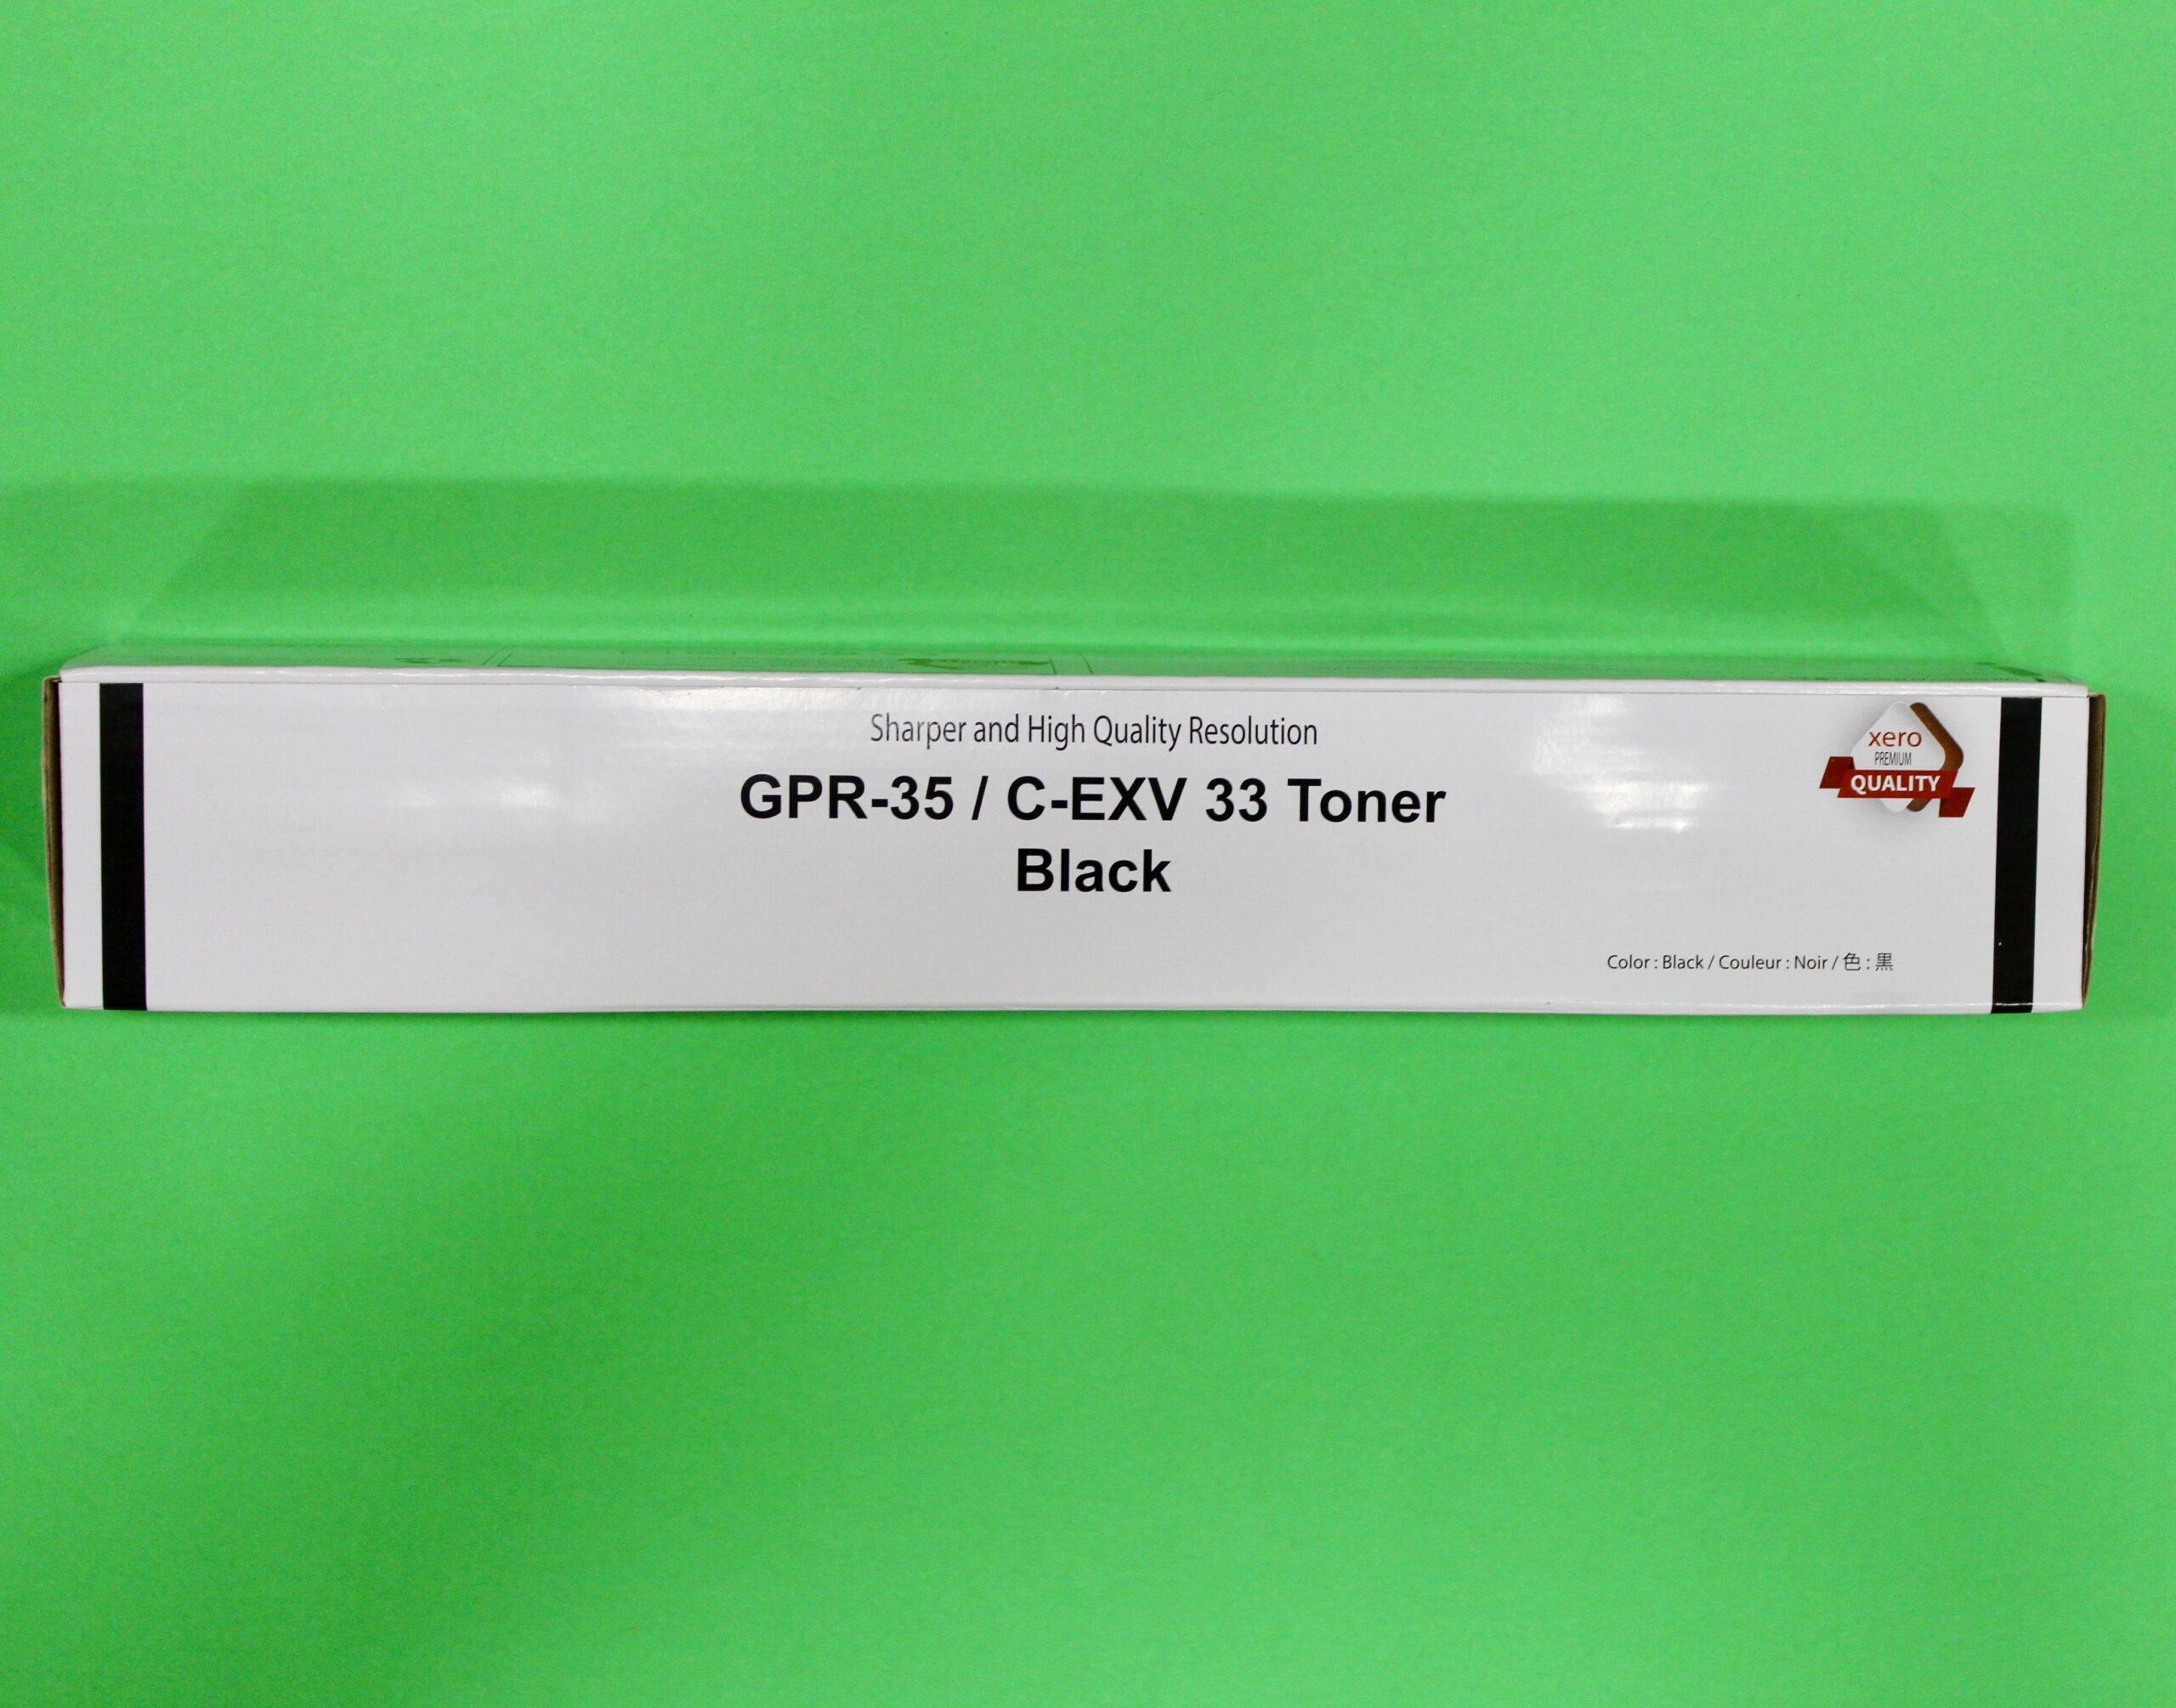 Sharper and High Quality Resolution
xero
PREMIUM
QUALITY
GPR-35 / C-EXV 33 Toner
Black
Color : Black / Couleur : Noir / 色 : 黒